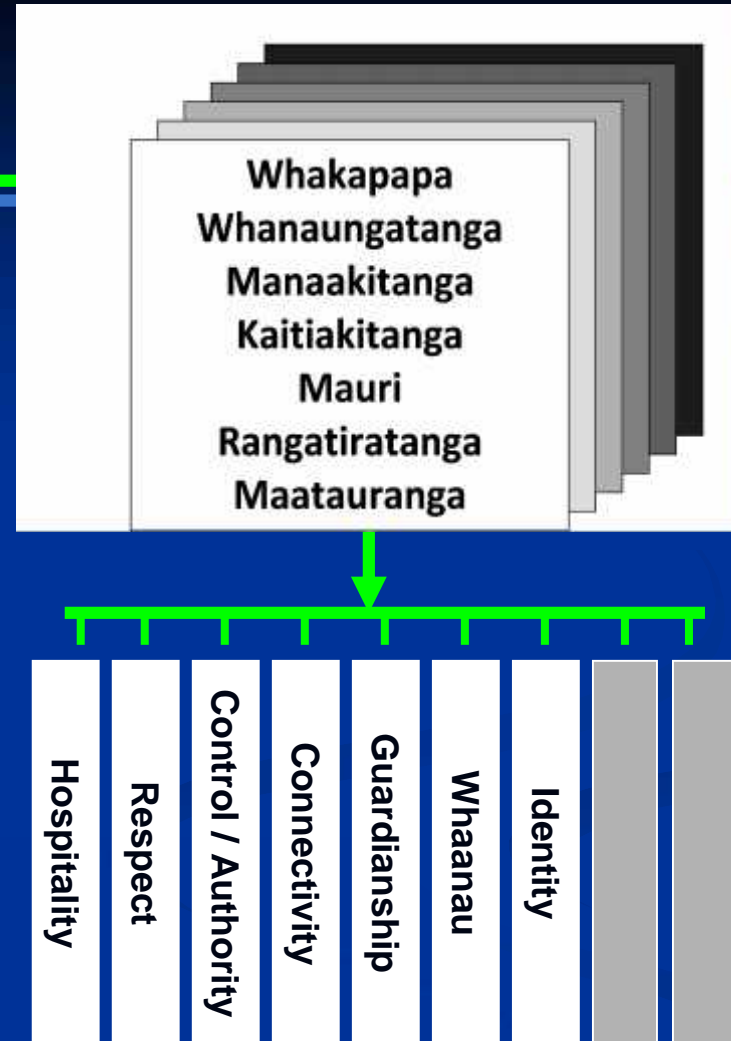 Whakapapa
Whanaungatanga
Manaakitanga
Kaitiakitanga
Mauri
Rangatiratanga
Maatauranga
Hospitality
Respect
Control / Authority
Connectivity
Guardianship
Whaanau
Identity